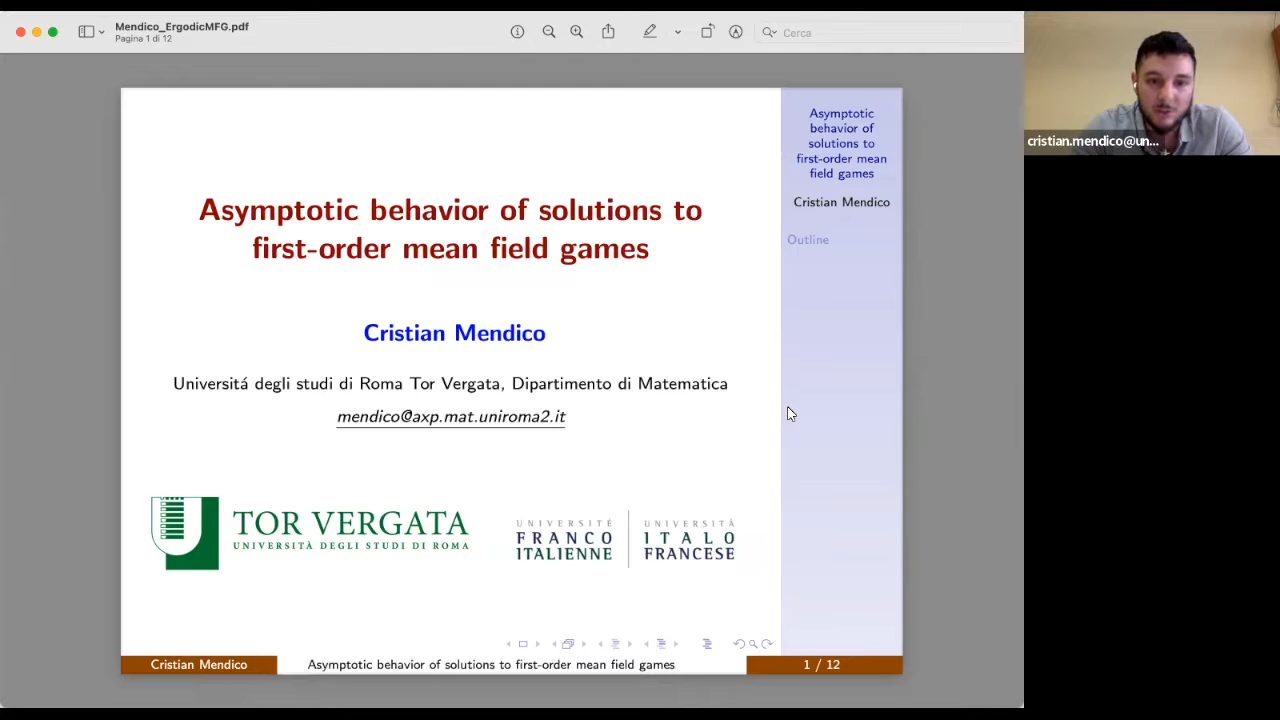 Mendico_ErgodicMFG.pdf
Pagina 1 di 12
Cerca
Asymptotic behavior of solutions to
first-order mean field games
Cristian Mendico
Universitá degli studi di Roma Tor Vergata, Dipartimento di Matematica
mendico@axp.mat.uniroma2.it
TOR VERGATA
UNIVERSITÀ DEGLI STUDI DI ROMA
UNIVERSITÉ
FRANCO
ITALIENNE
UNIVERSITÀ
ITALO
FRANCESE
Asymptotic
behavior of
solutions to
first-order mean
field games
Cristian Mendico
Outline
Cristian Mendico
Asymptotic behavior of solutions to first-order mean field games
1 / 12
cristian.mendico@un...